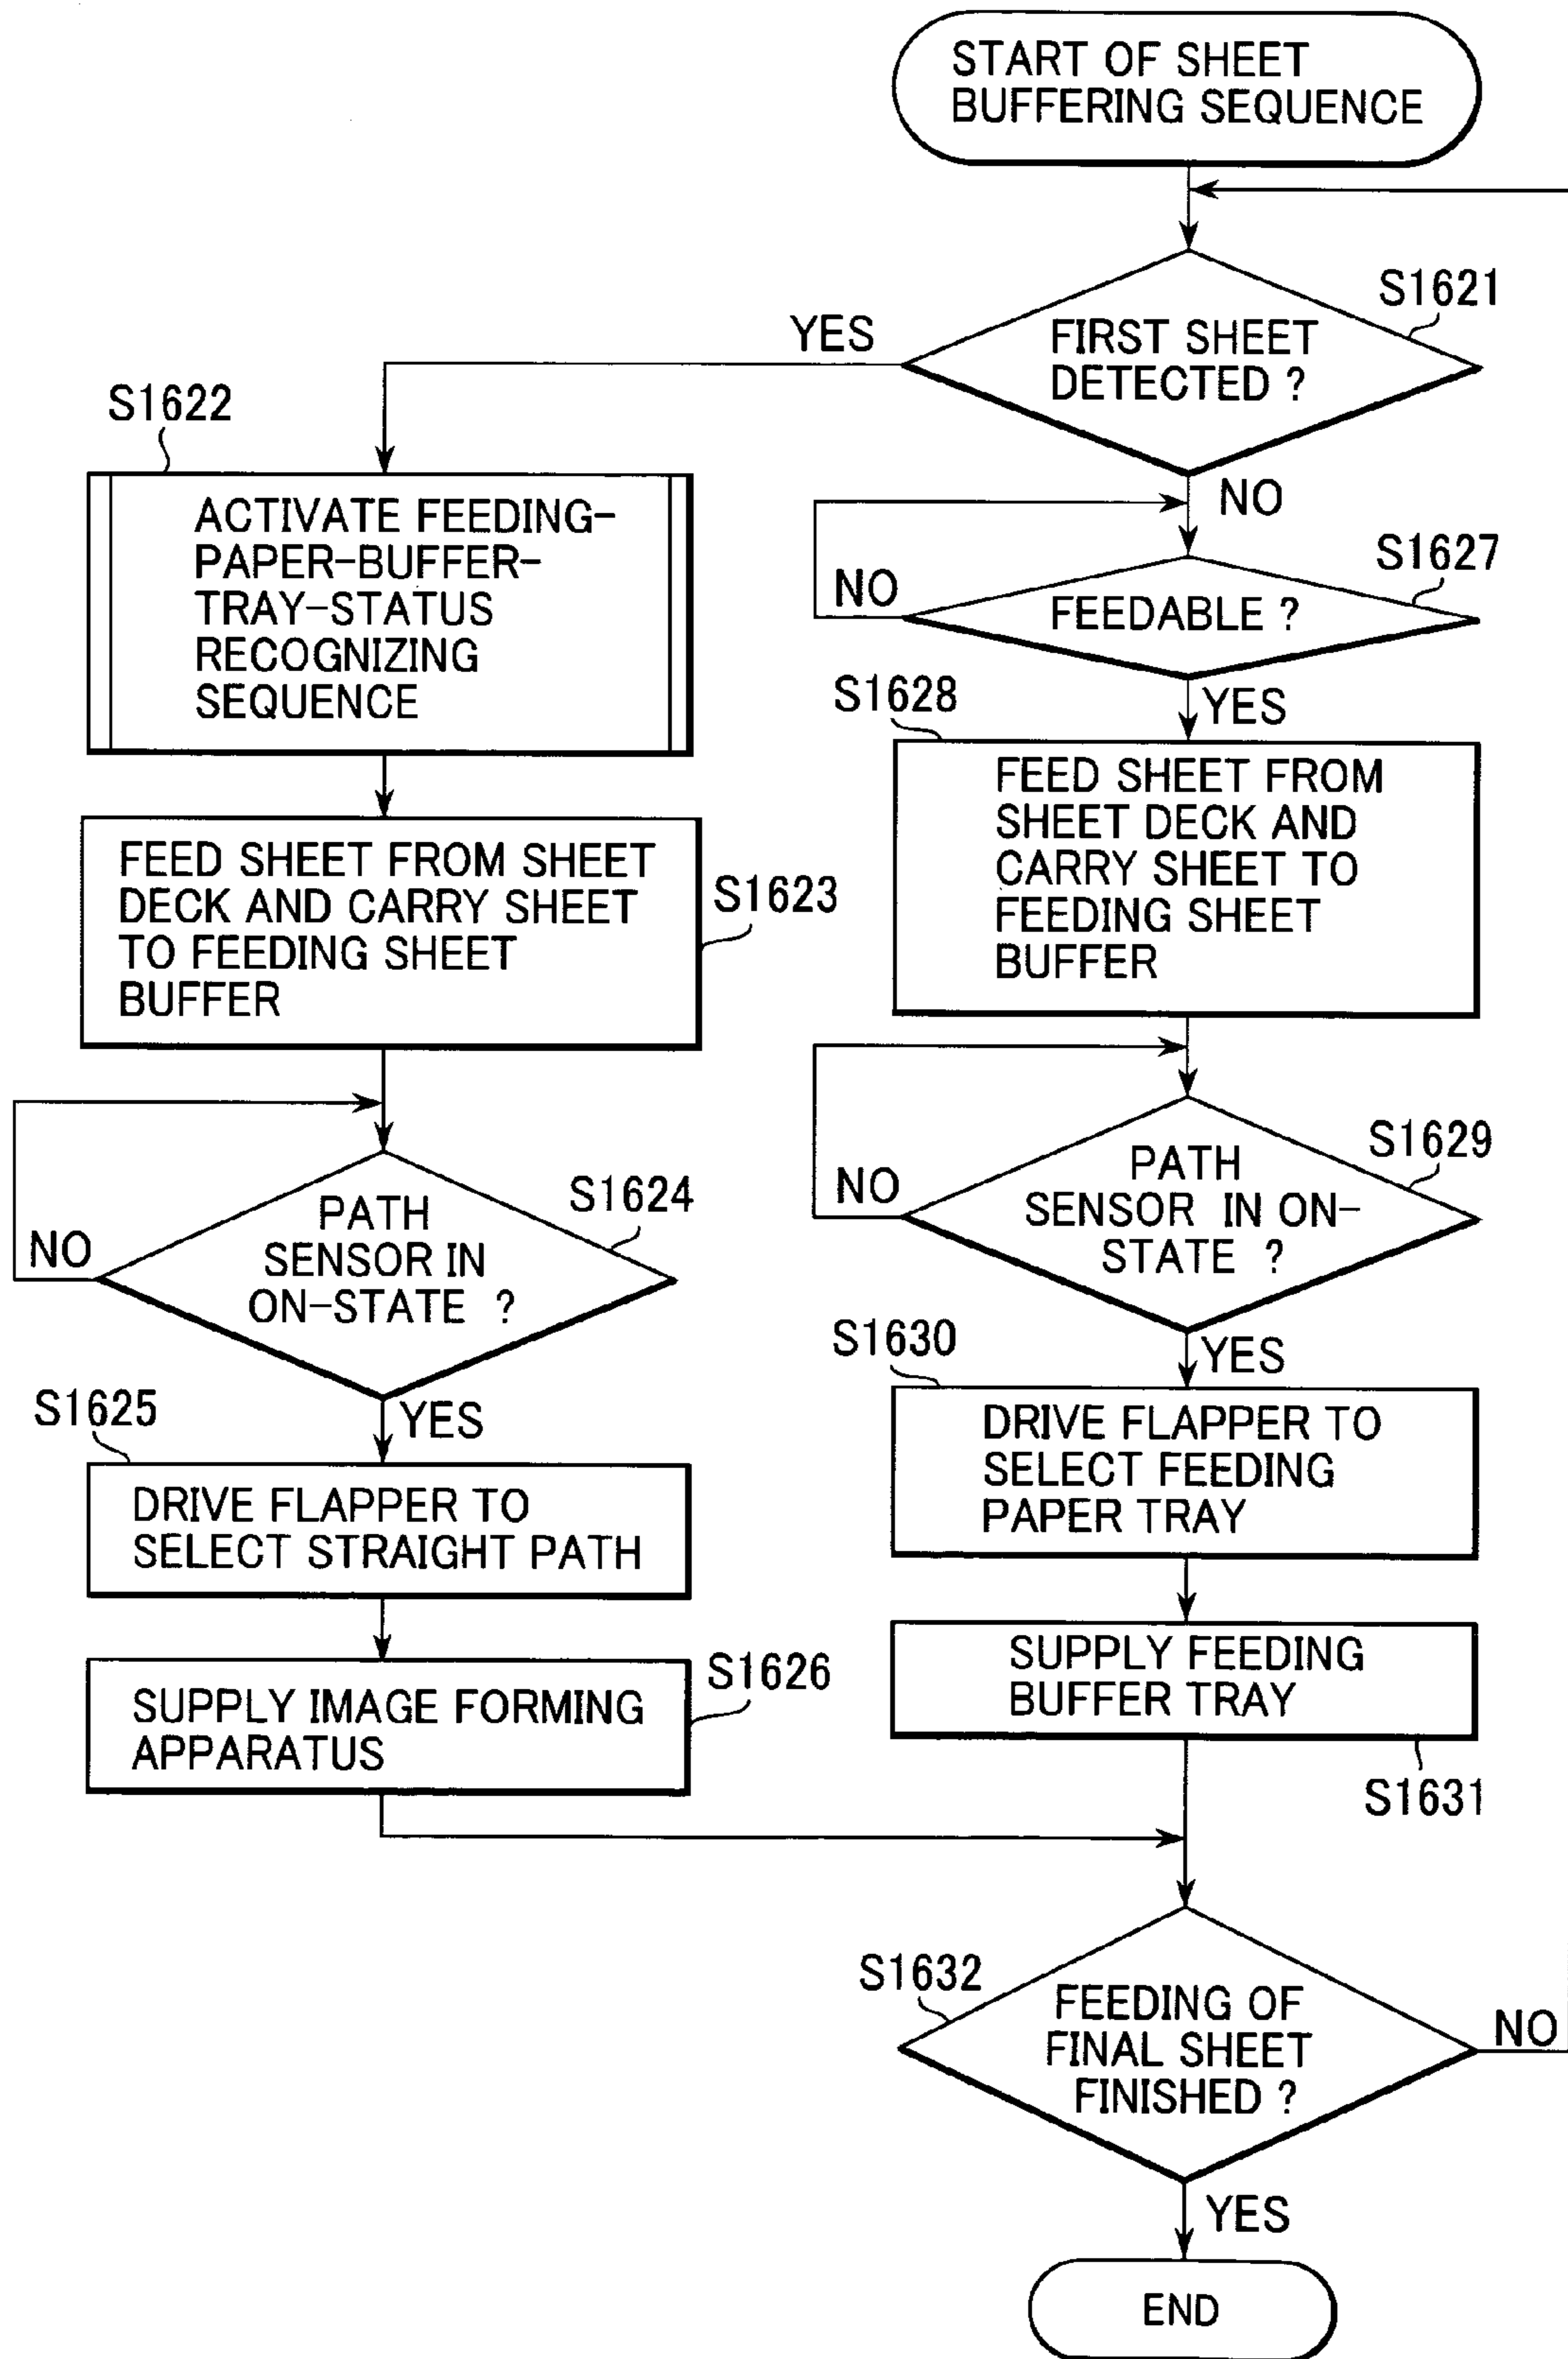 START OF SHEET
BUFFERING SEQUENCE
S1621
FIRST SHEET
DETECTED ?
YES
NO
S1622
ACTIVATE FEEDING-
PAPER-BUFFER-
TRAY-STATUS
RECOGNIZING
SEQUENCE
S1623
FEED SHEET FROM SHEET
DECK AND CARRY SHEET
TO FEEDING SHEET
BUFFER
S1624
PATH
SENSOR IN
ON-STATE ?
NO
YES
S1625
DRIVE FLAPPER TO
SELECT STRAIGHT PATH
S1626
SUPPLY IMAGE FORMING
APPARATUS
S1627
FEEDABLE ?
NO
YES
S1628
FEED SHEET FROM
SHEET DECK AND
CARRY SHEET TO
FEEDING SHEET
BUFFER
S1629
PATH
SENSOR IN ON-
STATE ?
NO
YES
S1630
DRIVE FLAPPER TO
SELECT FEEDING
PAPER TRAY
SUPPLY FEEDING
BUFFER TRAY
S1631
S1632
FEEDING OF
FINAL SHEET
FINISHED ?
NO
YES
END